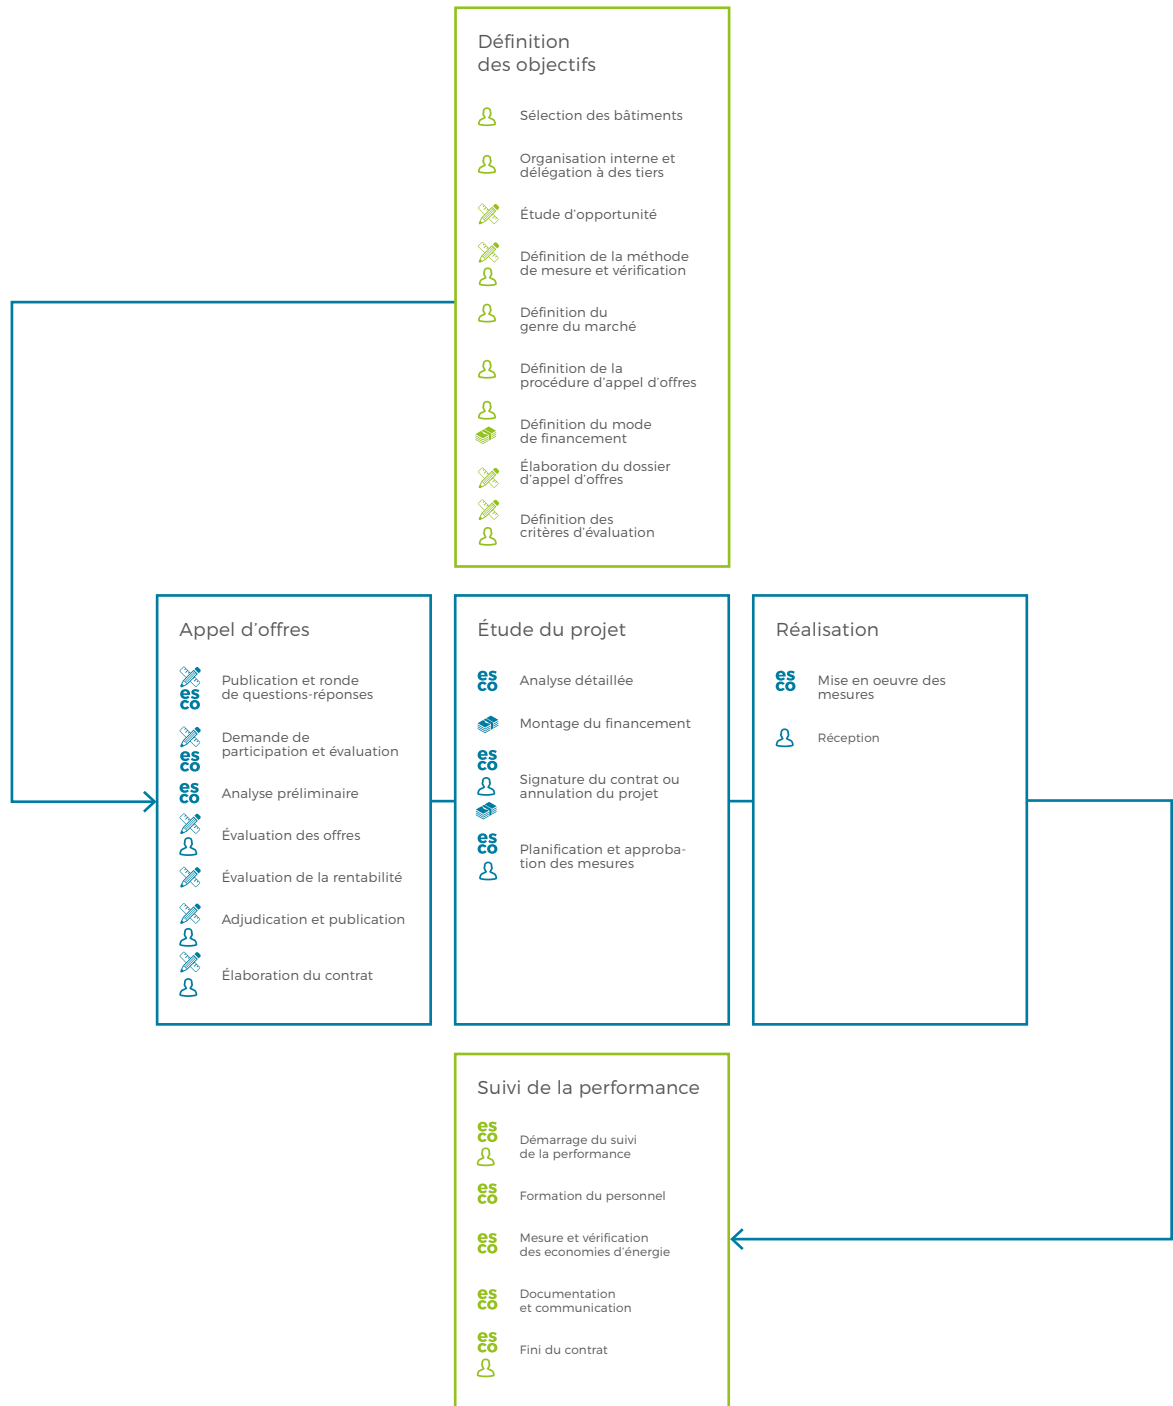 Définition
des objectifs
Sélection des bâtiments
Organisation interne et
délégation à des tiers
Étude d'opportunité
Définition de la méthode
de mesure et vérification
Définition du
genre du marché
Définition de la
procédure d'appel d'offres
Définition du mode
de financement
Élaboration du dossier
d'appel d'offres
Définition des
critères d'évaluation
Appel d'offres
es
co
Publication et ronde
de questions-réponses
es
co
Demande de
participation et évaluation
es
co
Analyse préliminaire
Évaluation des offres
Évaluation de la rentabilité
Adjudication et publication
Élaboration du contrat
Étude du projet
es
co
Analyse détaillée
Montage du financement
es
co
Signature du contrat ou
annulation du projet
es
co
Planification et approba-
tion des mesures
Réalisation
es
co
Mise en oeuvre des
mesures
Réception
Suivi de la performance
es
co
Démarrage du suivi
de la performance
es
co
Formation du personnel
es
co
Mesure et vérification
des economies d'énergie
es
co
Documentation
et communication
es
co
Fini du contrat